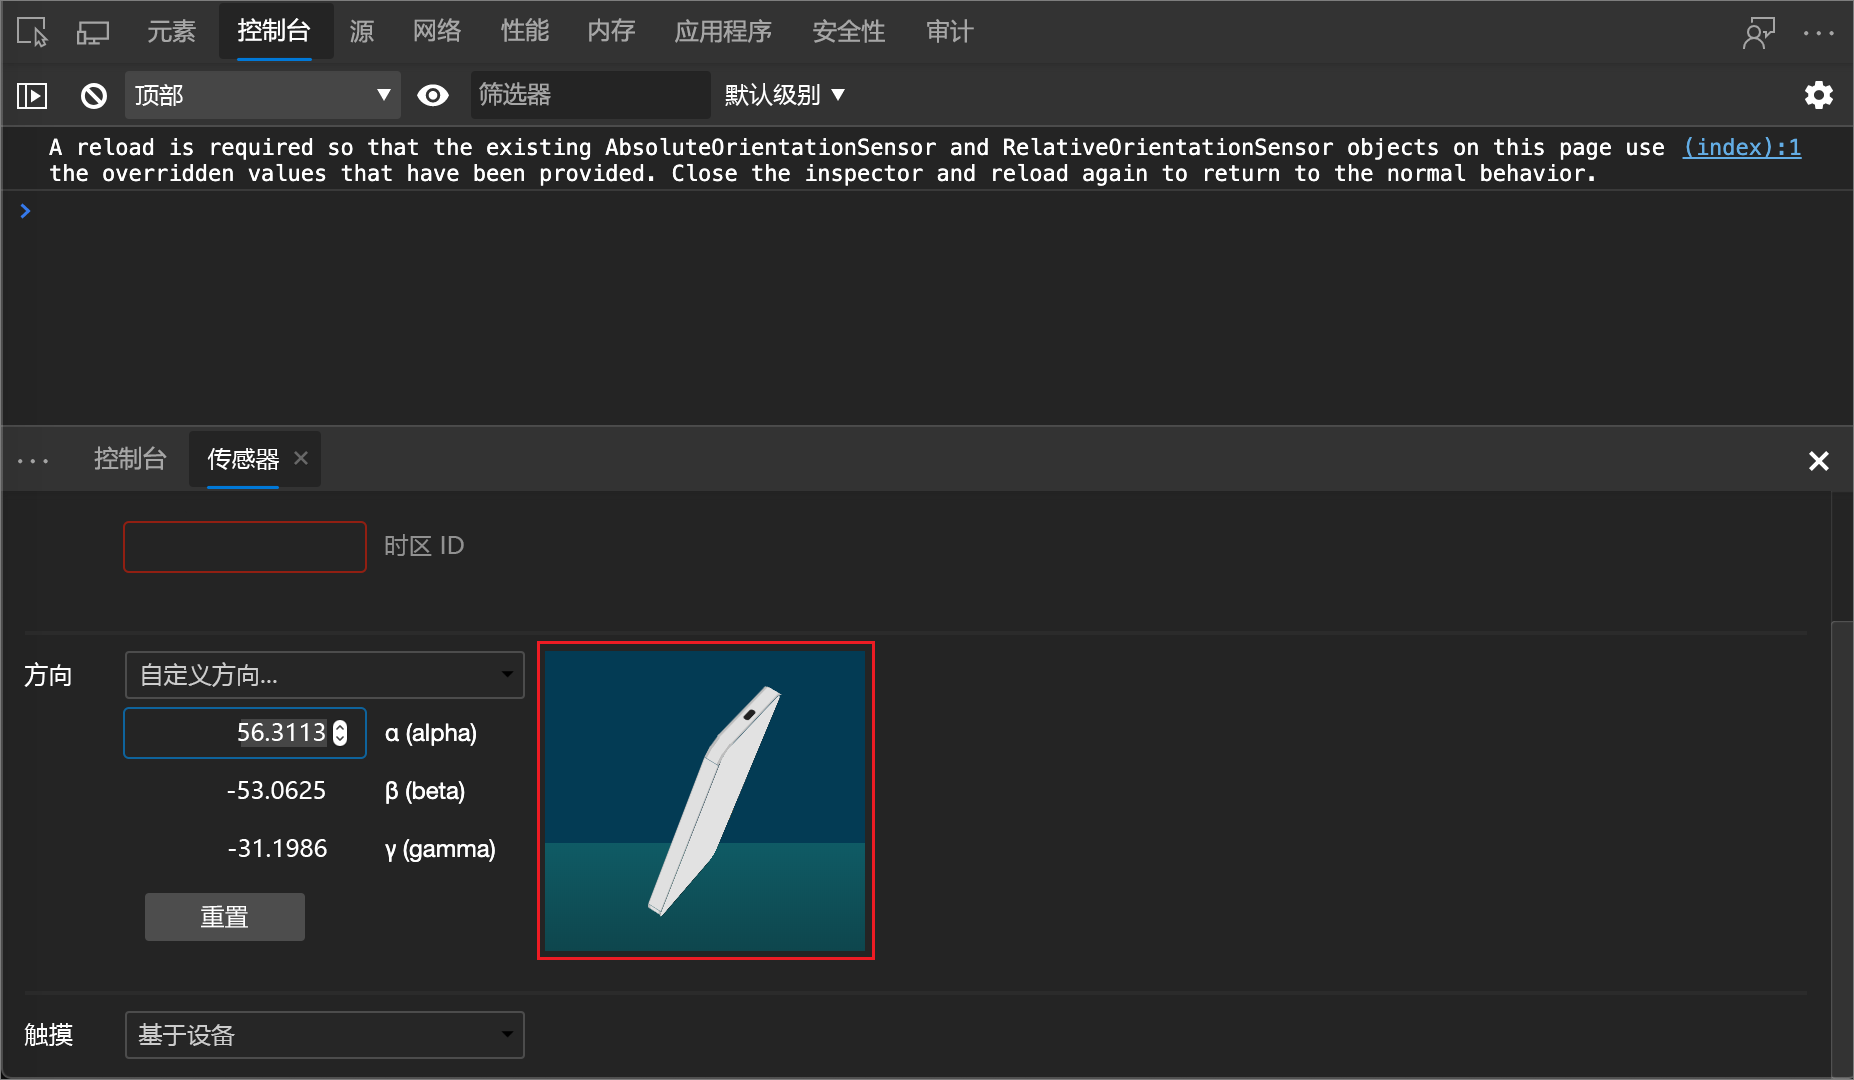 元素 控制台 源 网络 性能 内存 应用程序 安全性 审计
顶部 筛选器 默认级别
A reload is required so that the existing AbsoluteOrientationSensor and RelativeOrientationSensor objects on this page use (index):1
the overridden values that have been provided. Close the inspector and reload again to return to the normal behavior.
控制台 传感器
时区 ID
方向 自定义方向...
56.3113 α (alpha)
-53.0625 β (beta)
-31.1986 γ (gamma)
重置
触摸 基于设备